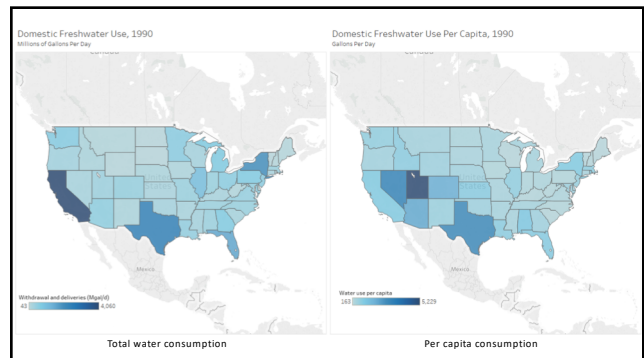 Domestic Freshwater Use, 1990
Millions of Gallons Per Day
Mexico
Withdrawal and deliveries (Mgal/d)
43
4,060
Total water consumption
Domestic Freshwater Use Per Capita, 1990
Gallons Per Day
Mexico
Water use per capita
163
5,229
Per capita consumption